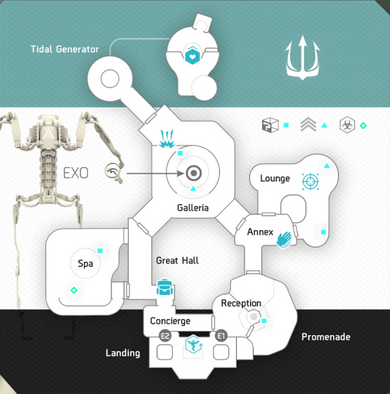 Tidal Generator
EXO
Lounge
Galleria
Annex
Spa
Great Hall
Reception
Concierge
E2
E1
Landing
Promenade